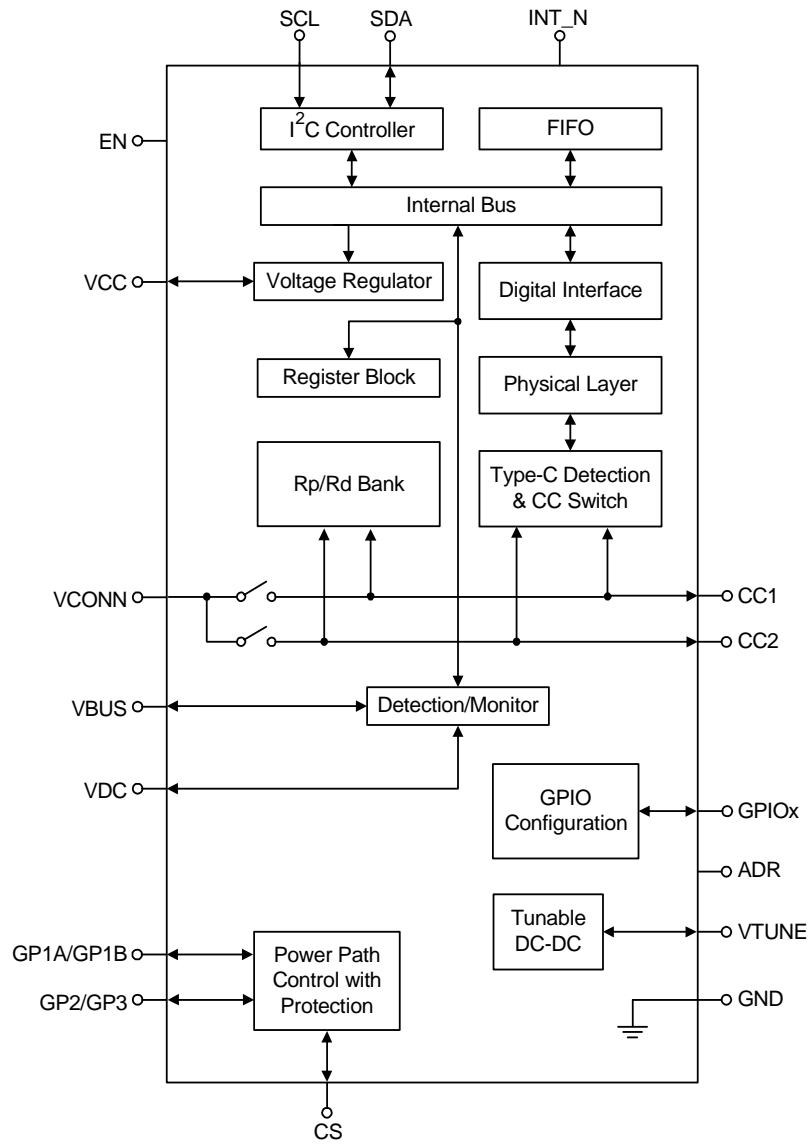 SCL
SDA
INT_N
EN
I²C Controller
FIFO
Internal Bus
VCC
Voltage Regulator
Digital Interface
Register Block
Physical Layer
Rp/Rd Bank
Type-C Detection
& CC Switch
VCONN
CC1
CC2
VBUS
Detection/Monitor
VDC
GPIO
Configuration
GPIOx
ADR
Tunable
DC-DC
VTUNE
GP1A/GP1B
GP2/GP3
Power Path
Control with
Protection
GND
CS